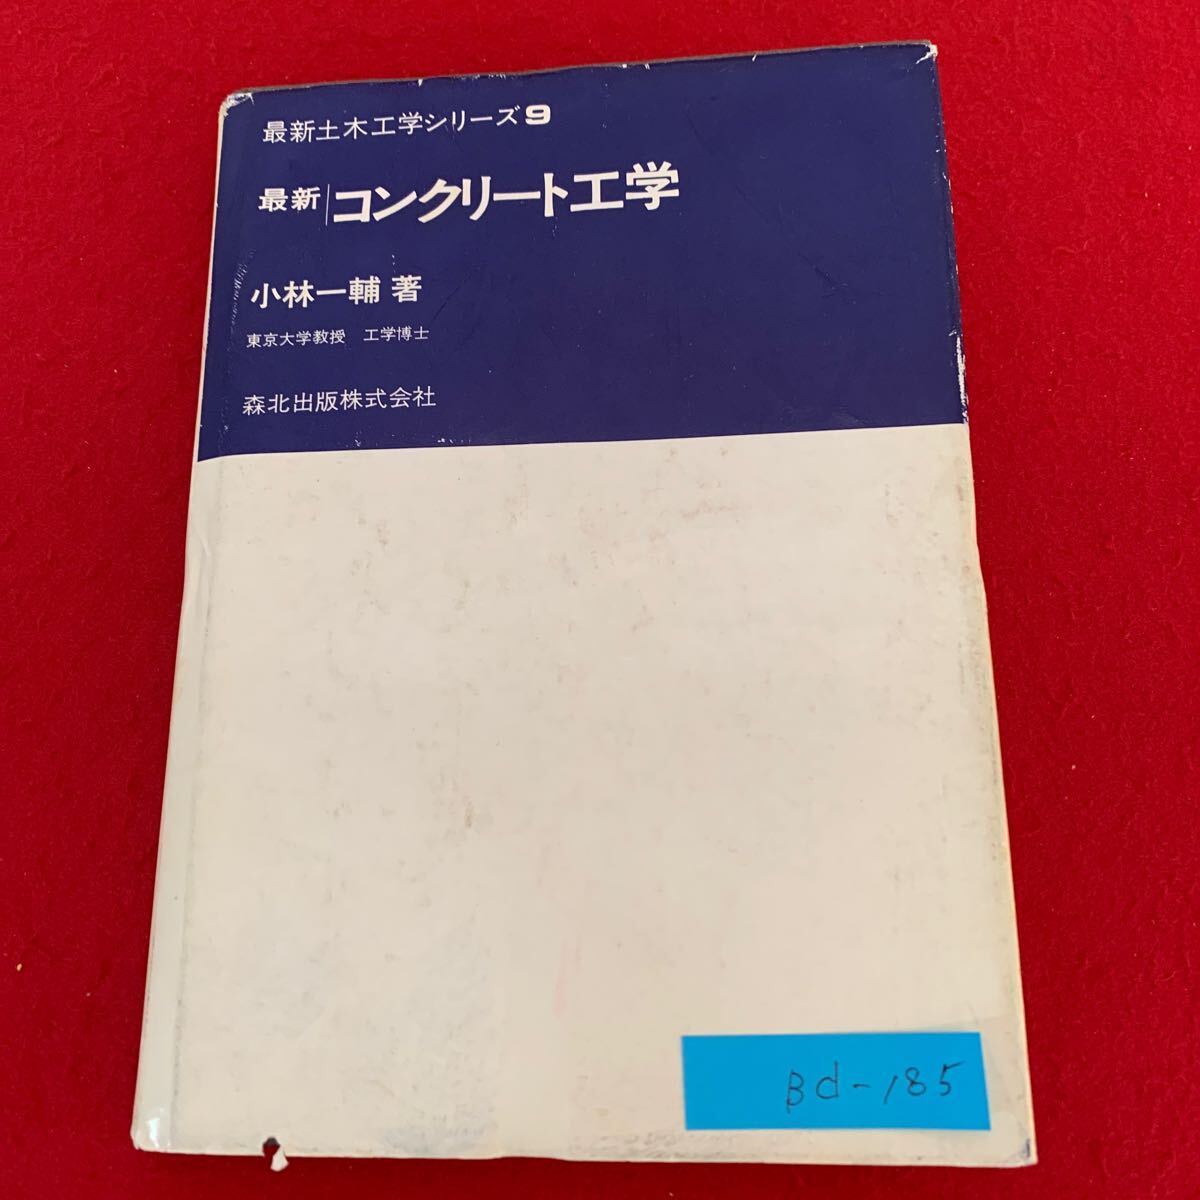 最新土木工学シリーズ9
最新 コンクリート工学
小林一輔 著
東京大学教授 工学博士
森北出版株式会社
Bd-185